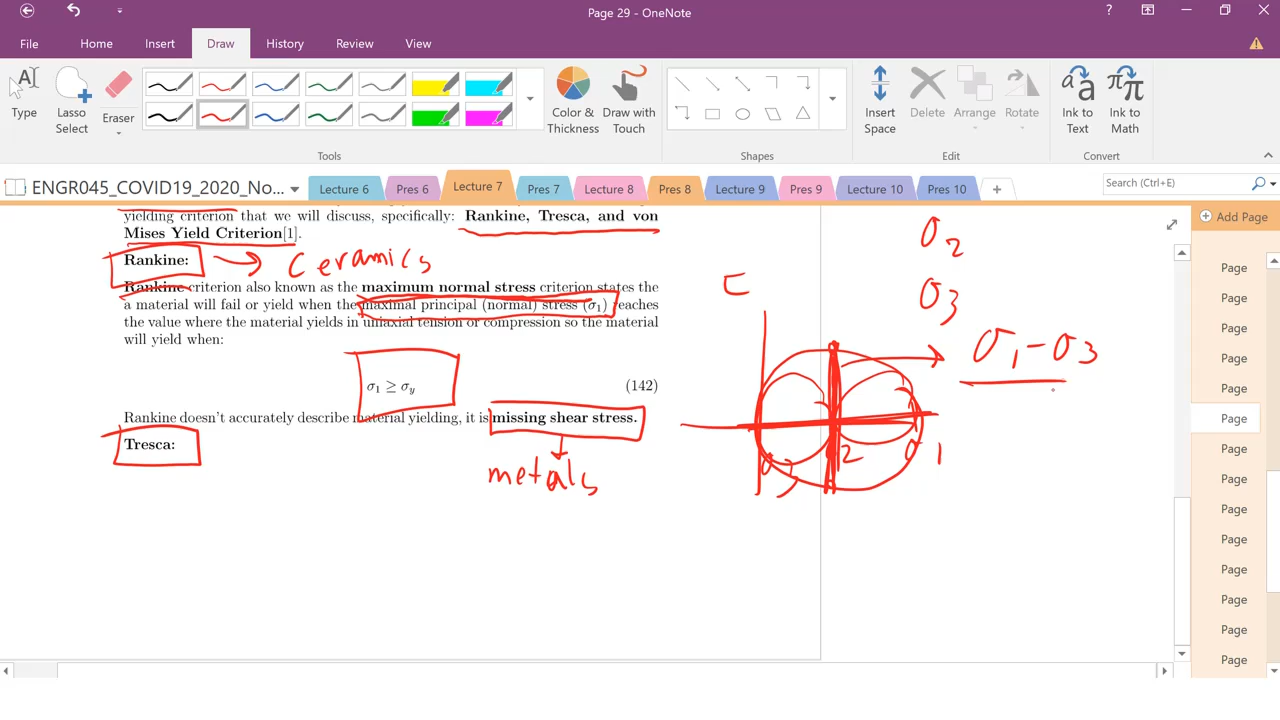 Page 29 - OneNote
File Home Insert Draw History Review View
Type
Lasso
Select
Eraser
Color &
Thickness
Draw with
Touch
Insert
Space
Delete
Arrange
Rotate
Ink to
Text
Ink to
Math
Tools Shapes Edit Convert
ENGR045_COVID19_2020_No... Lecture 6 Pres 6 Lecture 7 Pres 7 Lecture 8 Pres 8 Lecture 9 Pres 9 Lecture 10 Pres 10
Search (Ctrl+E)
Add Page
Page
Page
Page
Page
Page
Page
Page
Page
Page
Page
Page
Page
Page
Page
yielding criterion that we will discuss, specifically: Rankine, Tresca, and von
Mises Yield Criterion[1].
Rankine: → Ceramics
Rankine criterion also known as the maximum normal stress criterion states the
a material will fail or yield when the maximal principal (normal) stress (σ₁) reaches
the value where the material yields in uniaxial tension or compression so the material
will yield when:
σ₁ ≥ σy (142)
Rankine doesn't accurately describe material yielding, it is missing shear stress.
Tresca:
metals
σ₂
σ₃
σ₁ - σ₃
σ 1